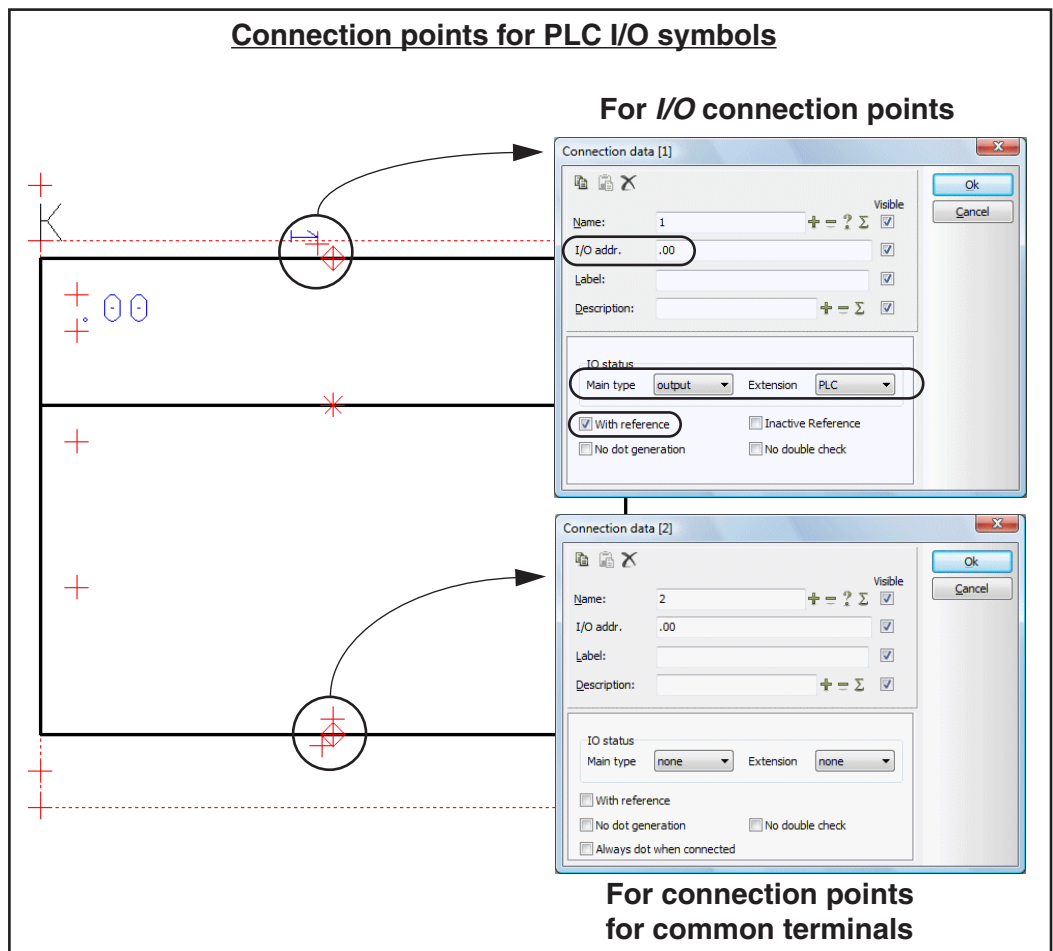 Connection points for PLC I/O symbols
For I/O connection points
Connection data [1]
Ok
Cancel
Visible
Name: 1
I/O addr. .00
Label:
Description:
IO status
Main type output Extension PLC
With reference Inactive Reference
No dot generation No double check
K
.00
Connection data [2]
Ok
Cancel
Visible
Name: 2
I/O addr. .00
Label:
Description:
IO status
Main type none Extension none
With reference
No dot generation No double check
Always dot when connected
For connection points
for common terminals